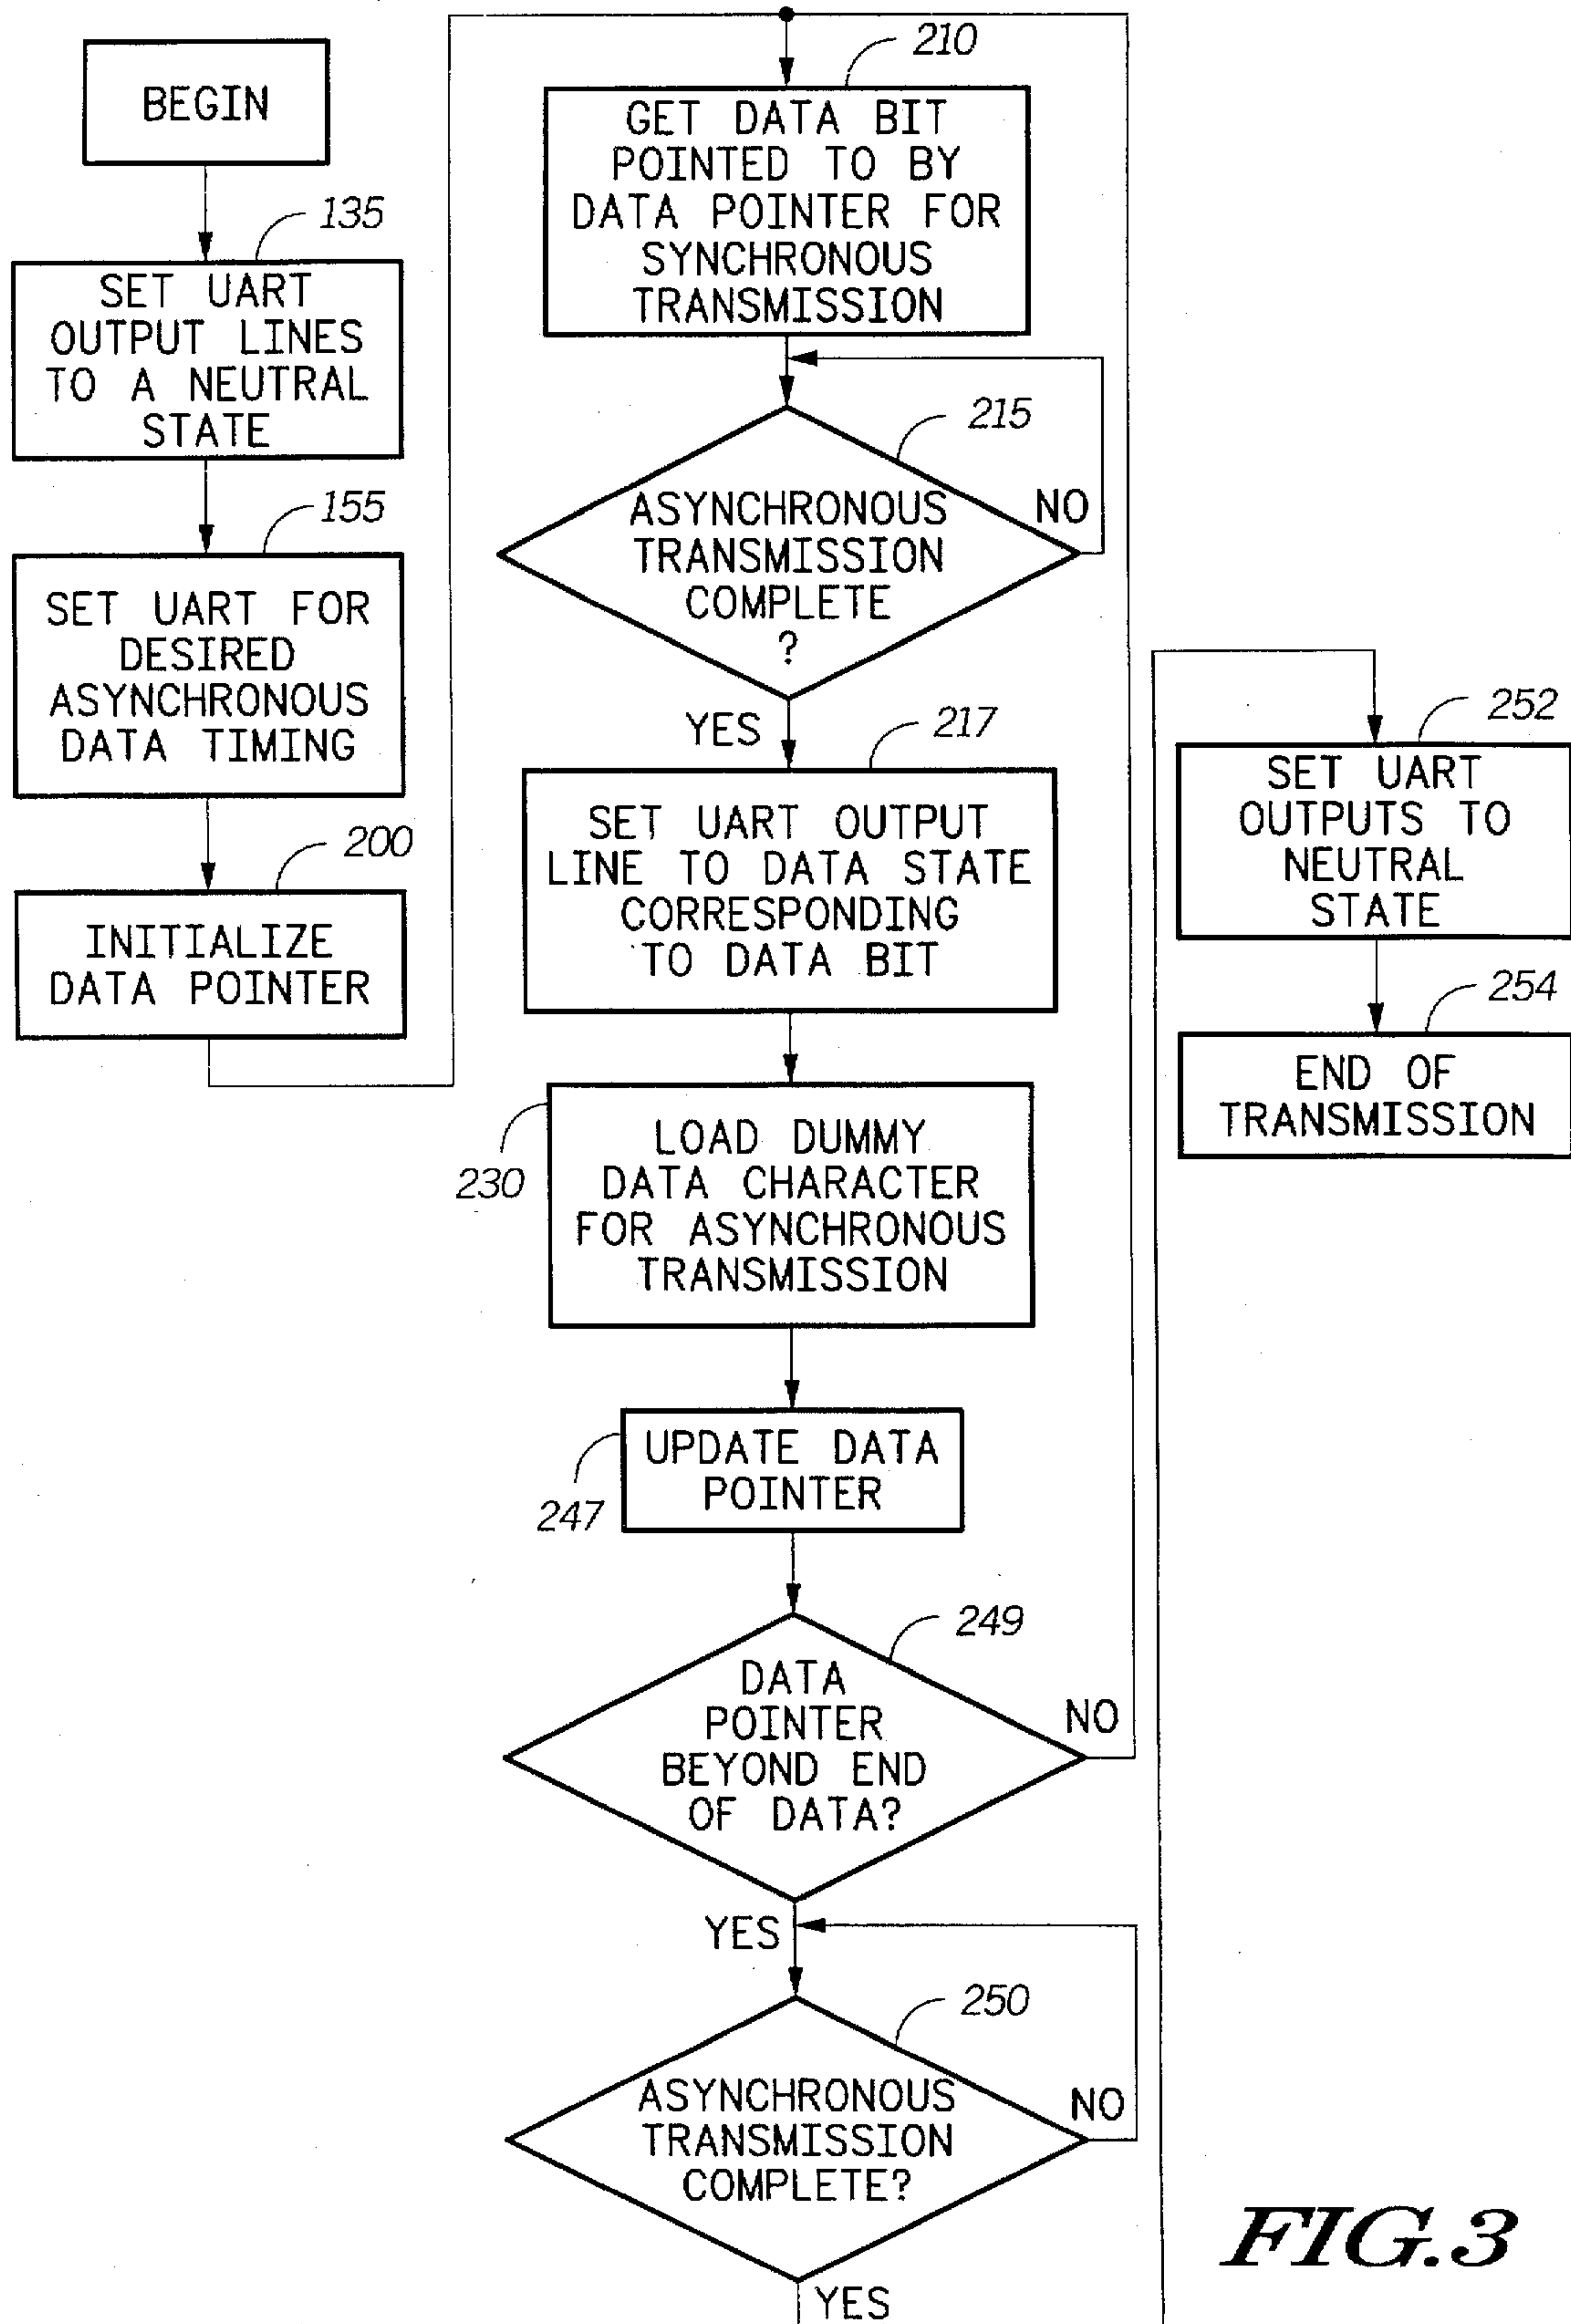 BEGIN
135
SET UART
OUTPUT LINES
TO A NEUTRAL
STATE
155
SET UART FOR
DESIRED
ASYNCHRONOUS
DATA TIMING
200
INITIALIZE
DATA POINTER
210
GET DATA BIT
POINTED TO BY
DATA POINTER FOR
SYNCHRONOUS
TRANSMISSION
215
ASYNCHRONOUS
TRANSMISSION
COMPLETE
?
NO
YES
217
SET UART OUTPUT
LINE TO DATA STATE
CORRESPONDING
TO DATA BIT
230
LOAD DUMMY
DATA CHARACTER
FOR ASYNCHRONOUS
TRANSMISSION
247
UPDATE DATA
POINTER
249
DATA
POINTER
BEYOND END
OF DATA?
NO
YES
250
ASYNCHRONOUS
TRANSMISSION
COMPLETE?
NO
YES
252
SET UART
OUTPUTS TO
NEUTRAL
STATE
254
END OF
TRANSMISSION
FIG.3